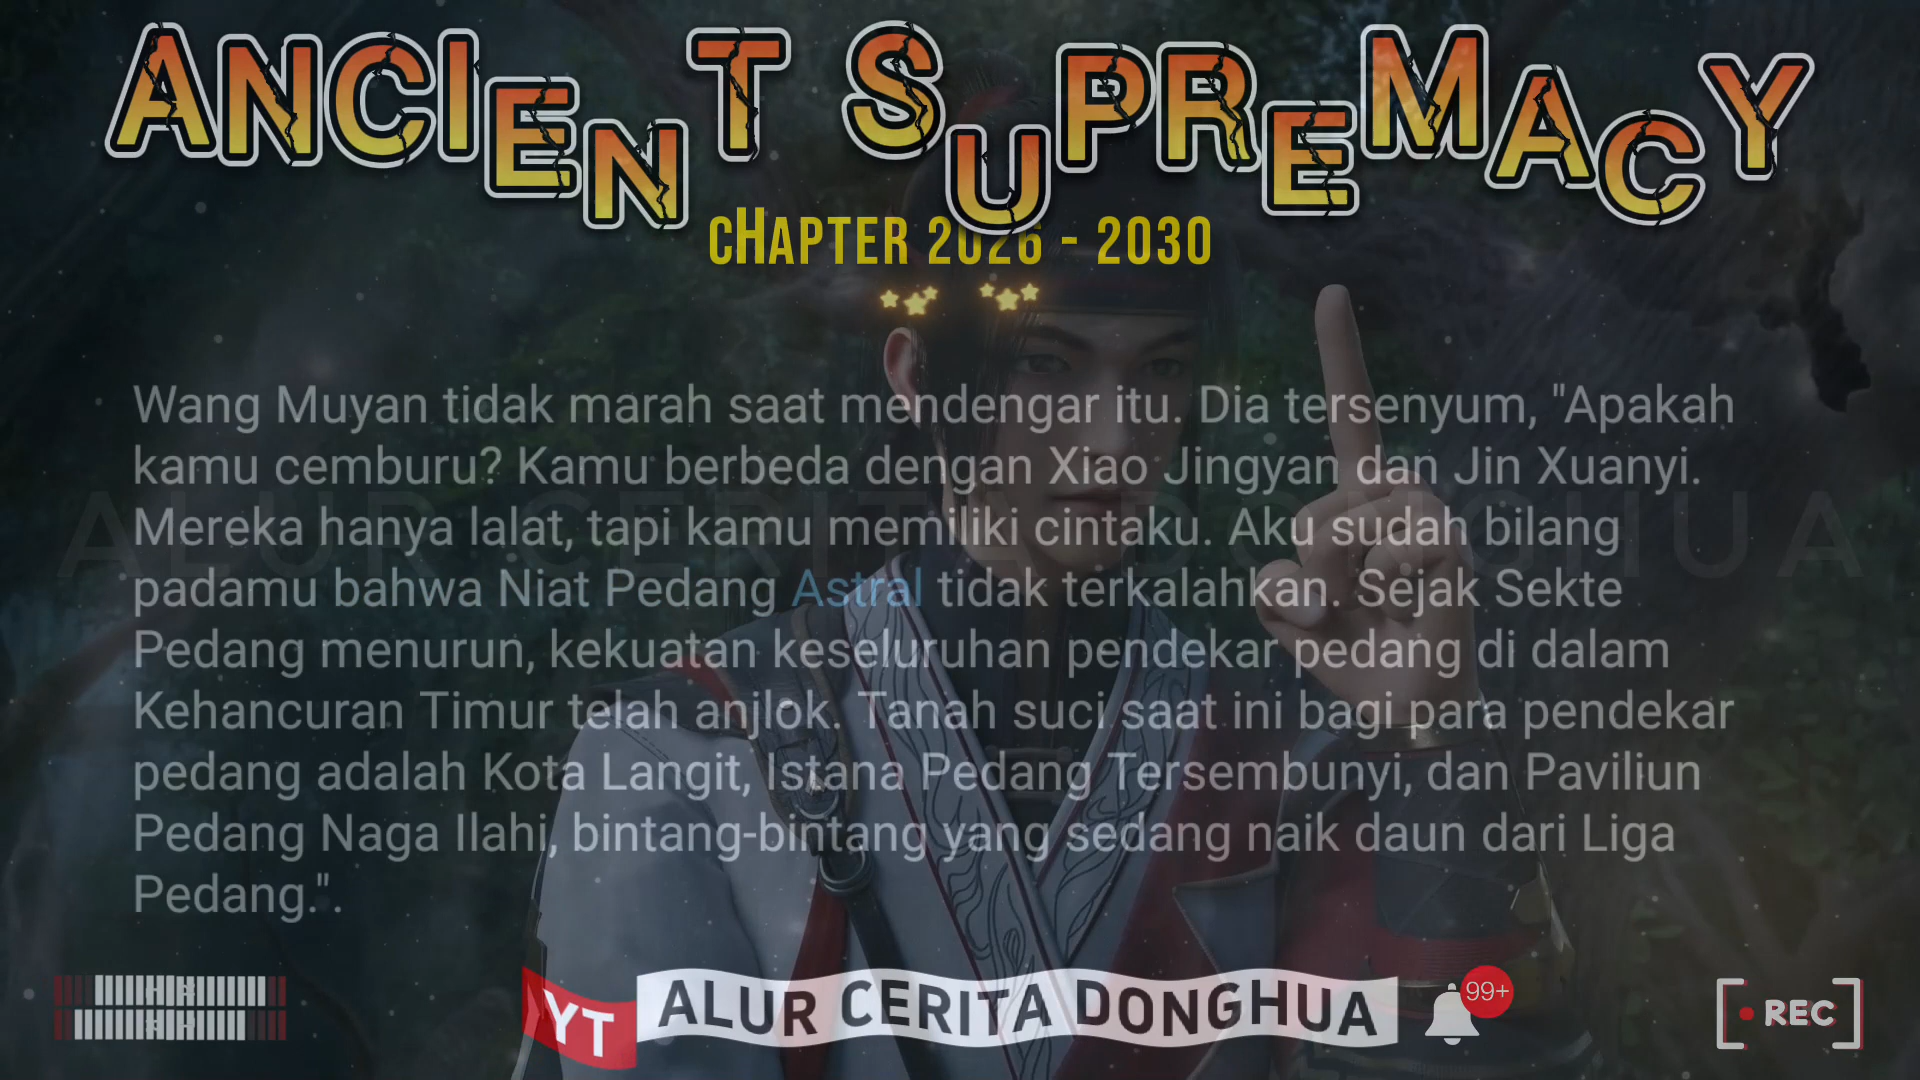 ANCIENT SUPREMACY
cHAPTER 2026 - 2030
Wang Muyan tidak marah saat mendengar itu. Dia tersenyum, "Apakah
kamu cemburu? Kamu berbeda dengan Xiao Jingyan dan Jin Xuanyi.
Mereka hanya lalat, tapi kamu memiliki cintaku. Aku sudah bilang
padamu bahwa Niat Pedang Astral tidak terkalahkan. Sejak Sekte
Pedang menurun, kekuatan keseluruhan pendekar pedang di dalam
Kehancuran Timur telah anjlok. Tanah suci saat ini bagi para pendekar
pedang adalah Kota Langit, Istana Pedang Tersembunyi, dan Paviliun
Pedang Naga Ilahi, bintang-bintang yang sedang naik daun dari Liga
Pedang.".
ALUR CERITA DONGHUA
YT ALUR CERITA DONGHUA 99+
REC